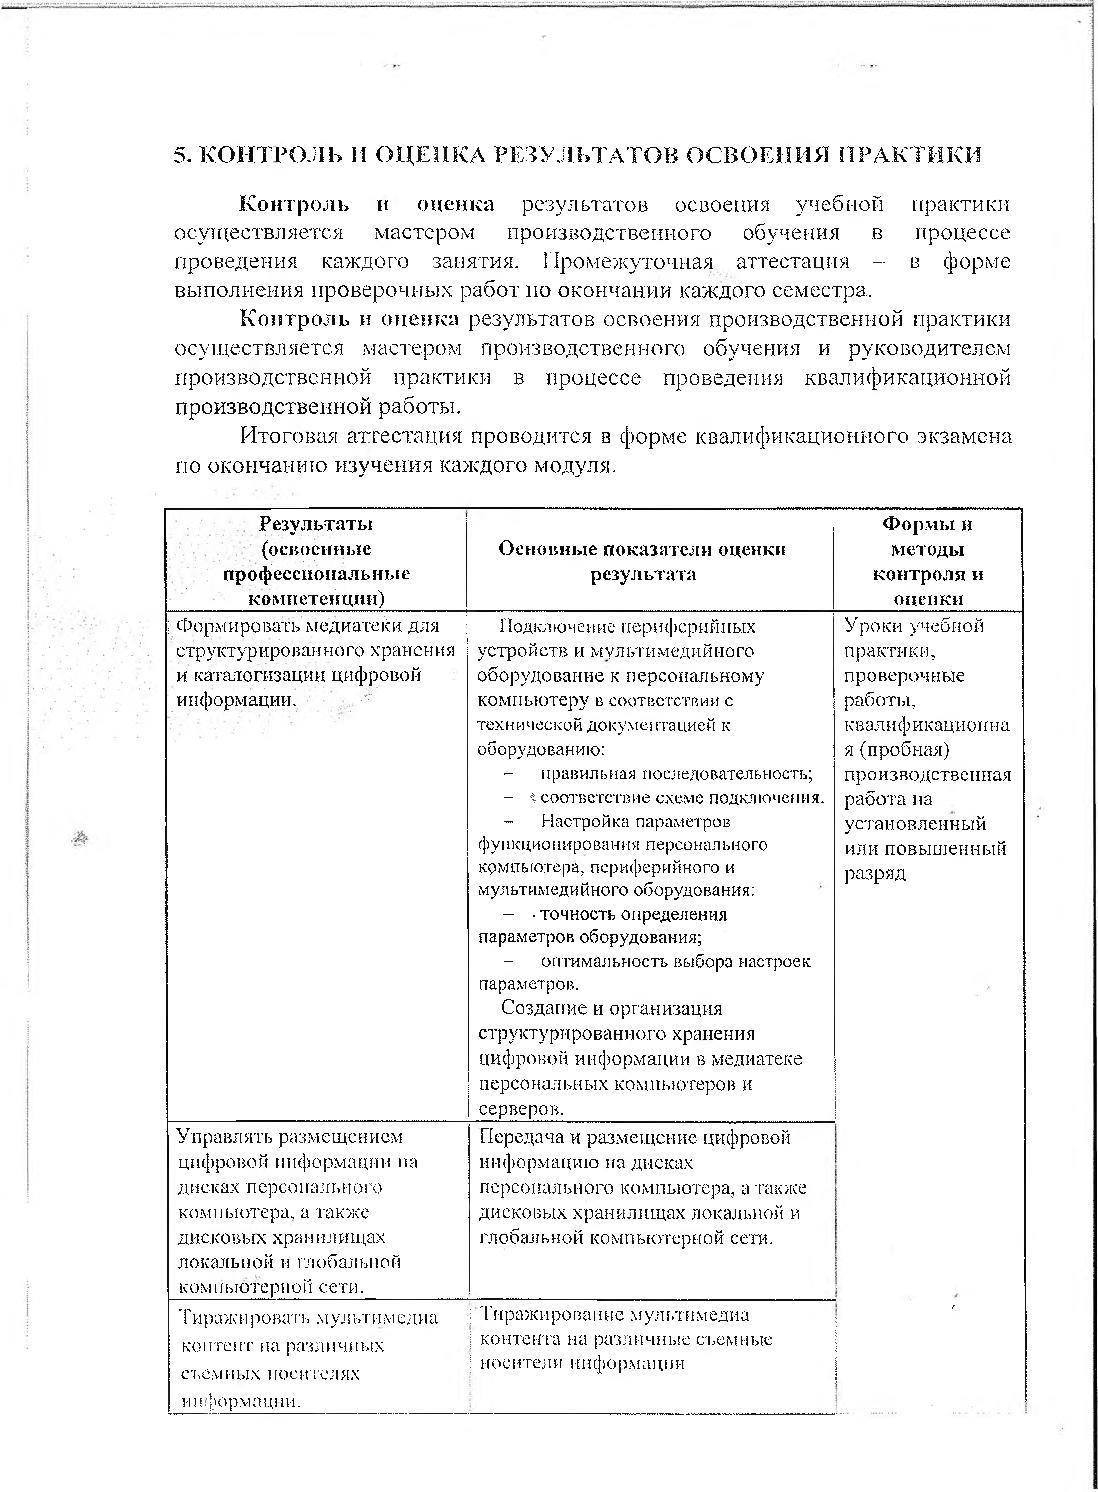 5. КОНТРОЛЬ И ОЦЕНКА РЕЗУЛЬТАТОВ ОСВОЕНИЯ ПРАКТИКИ
Контроль и оценка результатов освоения учебной практики
осуществляется мастером производственного обучения в процессе
проведения каждого занятия. Промежуточная аттестация – в форме
выполнения проверочных работ по окончании каждого семестра.
Контроль и оценка результатов освоения производственной практики
осуществляется мастером производственного обучения и руководителем
производственной практики в процессе проведения квалификационной
производственной работы.
Итоговая аттестация проводится в форме квалификационного экзамена
по окончанию изучения каждого модуля.
Результаты
(освоенные
профессиональные
компетенции)
Основные показатели оценки
результата
Формы и
методы
контроля и
оценки
Формировать медиатеки для
структурированного хранения
и каталогизации цифровой
информации.
Подключение периферийных
устройств и мультимедийного
оборудование к персональному
компьютеру в соответствии с
технической документацией к
оборудованию:
– правильная последовательность;
– соответствие схеме подключения.
– Настройка параметров
функционирования персонального
компьютера, периферийного и
мультимедийного оборудования:
– точность определения
параметров оборудования;
– оптимальность выбора настроек
параметров.
Создание и организация
структурированного хранения
цифровой информации в медиатеке
персональных компьютеров и
серверов.
Уроки учебной
практики,
проверочные
работы,
квалификационна
я (пробная)
производственная
работа на
установленный
или повышенный
разряд
Управлять размещением
цифровой информации на
дисках персонального
компьютера, а также
дисковых хранилищах
локальной и глобальной
компьютерной сети.
Передача и размещение цифровой
информацию на дисках
персонального компьютера, а также
дисковых хранилищах локальной и
глобальной компьютерной сети.
Тиражировать мультимедиа
контент на различных
съемных носителях
информации.
Тиражирование мультимедиа
контента на различные съемные
носители информации